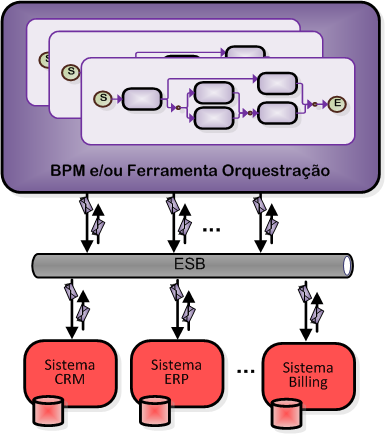 S
S
S
E
BPM e/ou Ferramenta Orquestração
...
ESB
Sistema
CRM
Sistema
ERP
...
Sistema
Billing